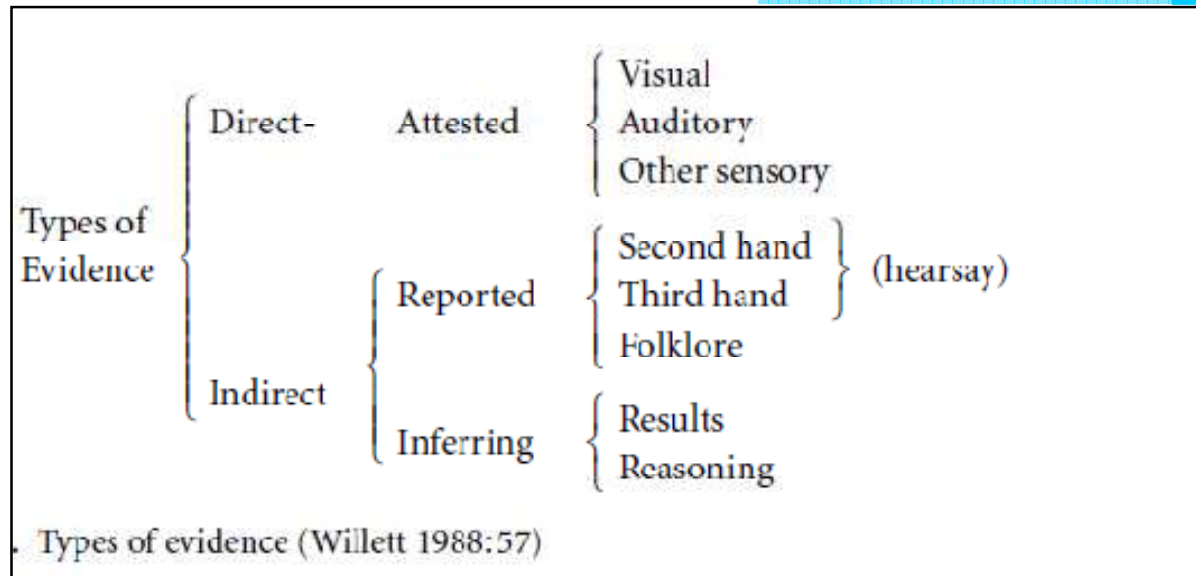 Types of
Evidence
Direct-
Attested
Visual
Auditory
Other sensory
Indirect
Reported
Second hand
Third hand
(hearsay)
Folklore
Inferring
Results
Reasoning
. Types of evidence (Willett 1988:57)